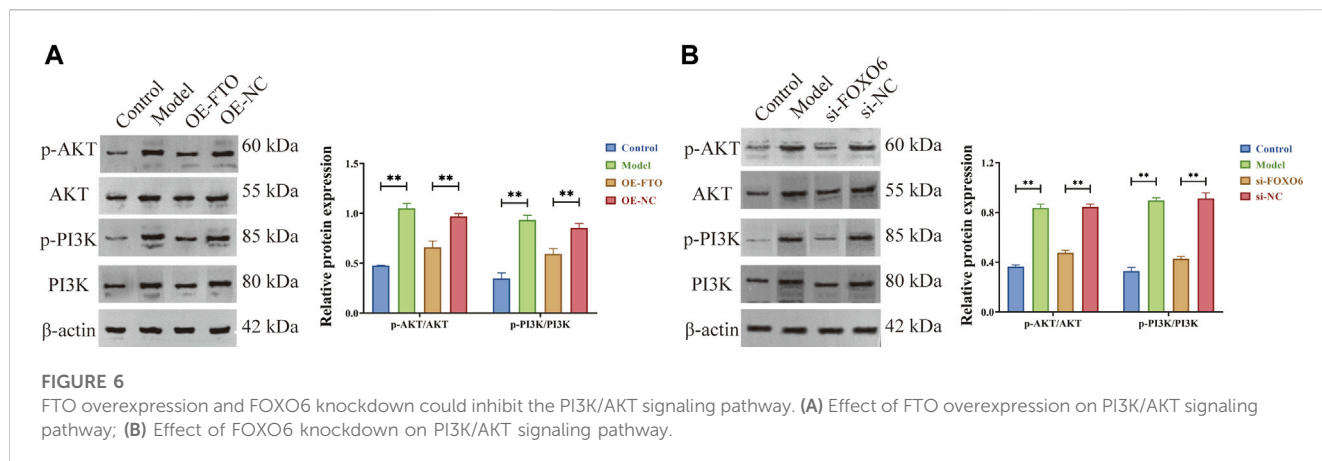 A
Control
Model
OE-FTO
OE-NC
p-AKT
60 kDa
AKT
55 kDa
p-PI3K
85 kDa
PI3K
80 kDa
β-actin
42 kDa
Relative protein expression
1.5
1.0
0.5
0.0
**
**
**
**
p-AKT/AKT
p-PI3K/PI3K
Control
Model
OE-FTO
OE-NC
B
Control
Model
si-FOXO6
si-NC
p-AKT
60 kDa
AKT
55 kDa
p-PI3K
85 kDa
PI3K
80 kDa
β-actin
42 kDa
Relative protein expression
1.2
0.8
0.4
0.0
**
**
**
**
p-AKT/AKT
p-PI3K/PI3K
Control
Model
si-FOXO6
si-NC
FIGURE 6
FTO overexpression and FOXO6 knockdown could inhibit the PI3K/AKT signaling pathway. (A) Effect of FTO overexpression on PI3K/AKT signaling
pathway; (B) Effect of FOXO6 knockdown on PI3K/AKT signaling pathway.